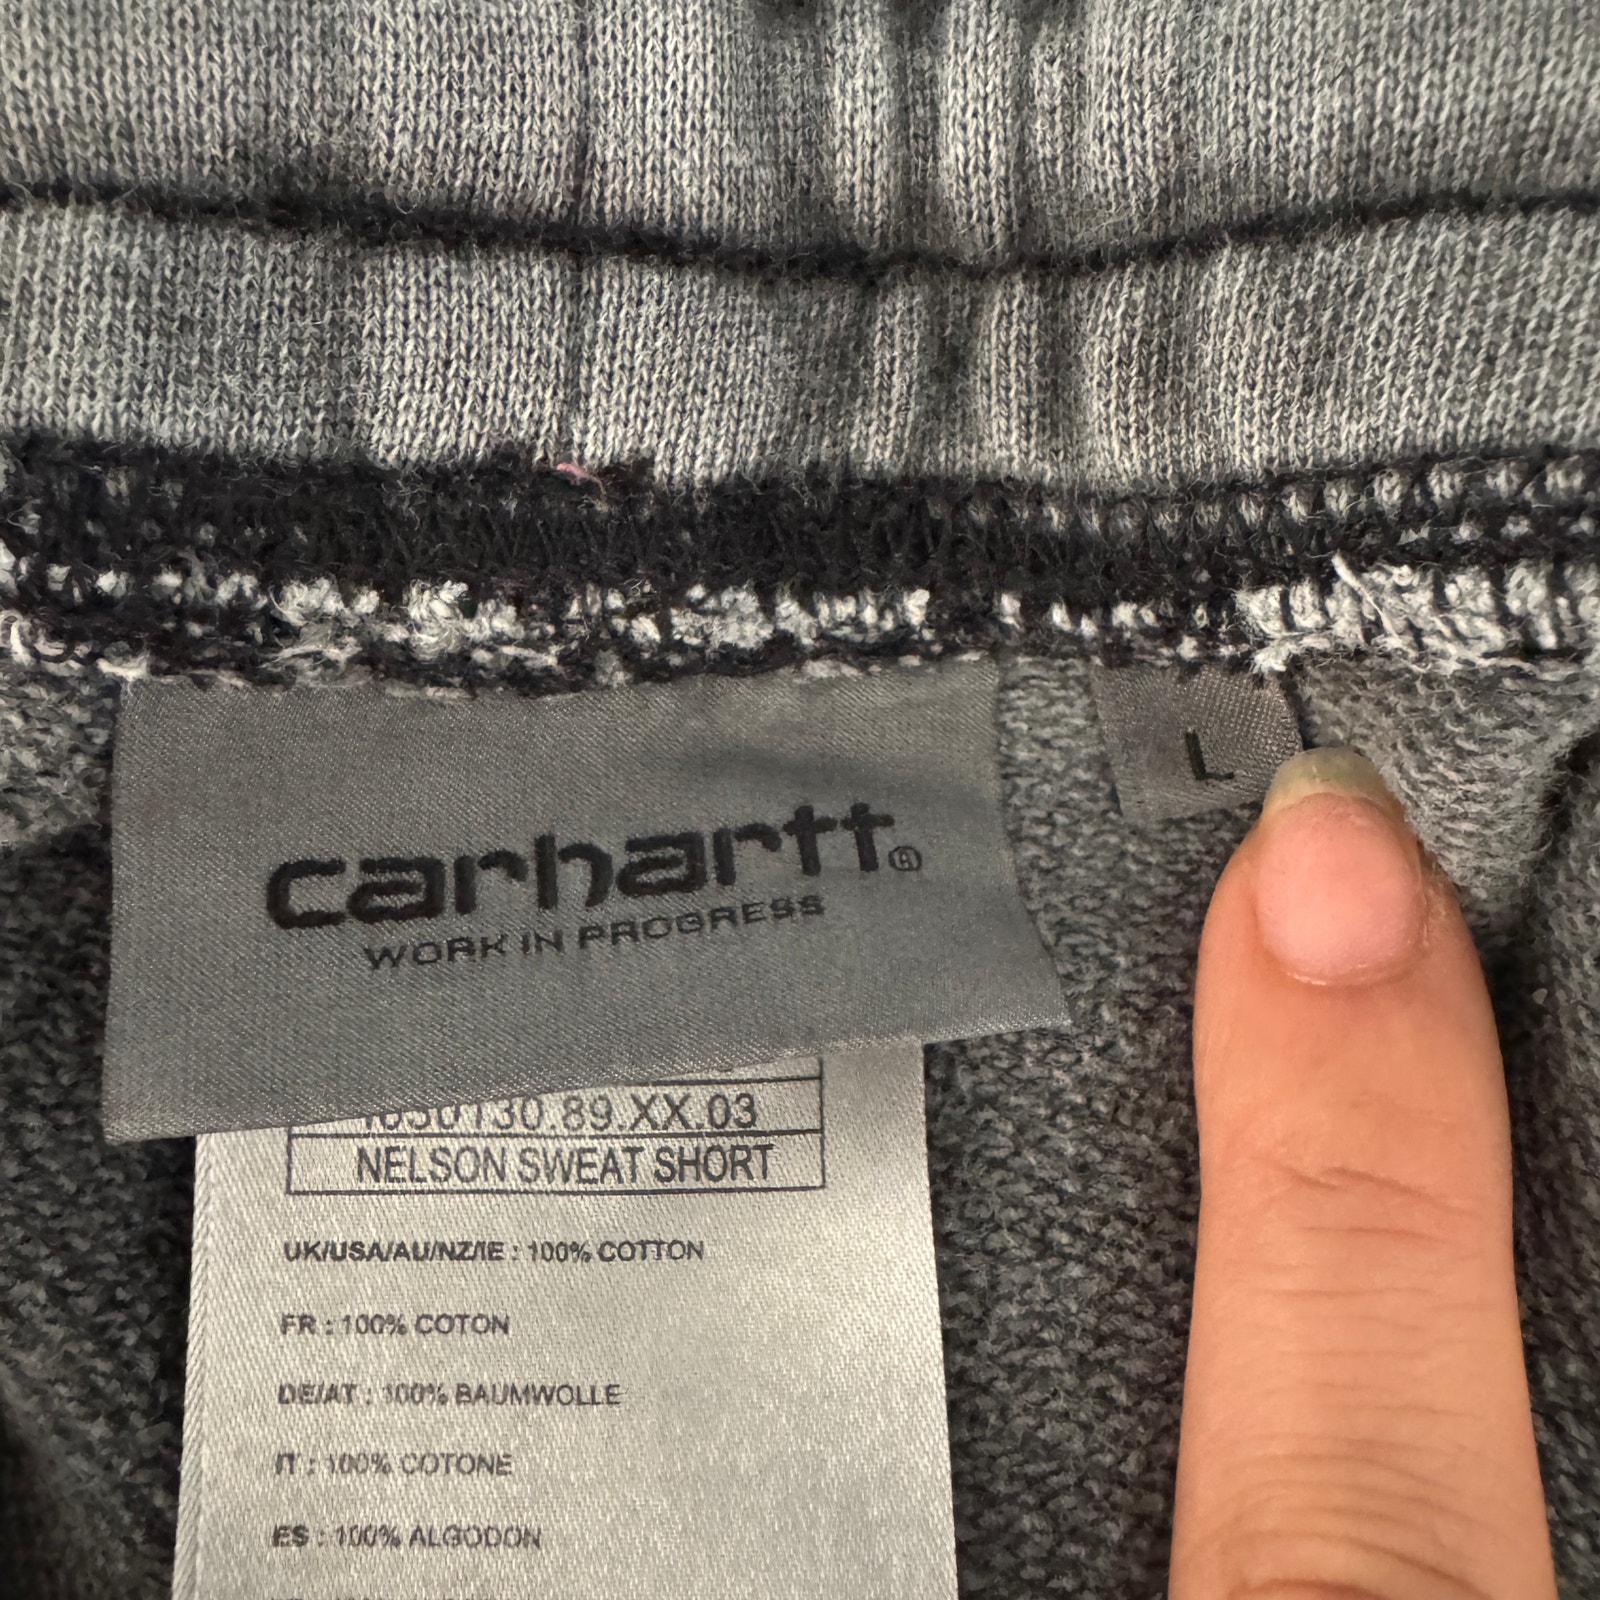 carhartt®
WORK IN PROGRESS
L
NELSON SWEAT SHORT
UK/USA/AU/NZ/IE : 100% COTTON
FR : 100% COTON
DE/AT : 100% BAUMWOLLE
IT : 100% COTONE
ES : 100% ALGODON